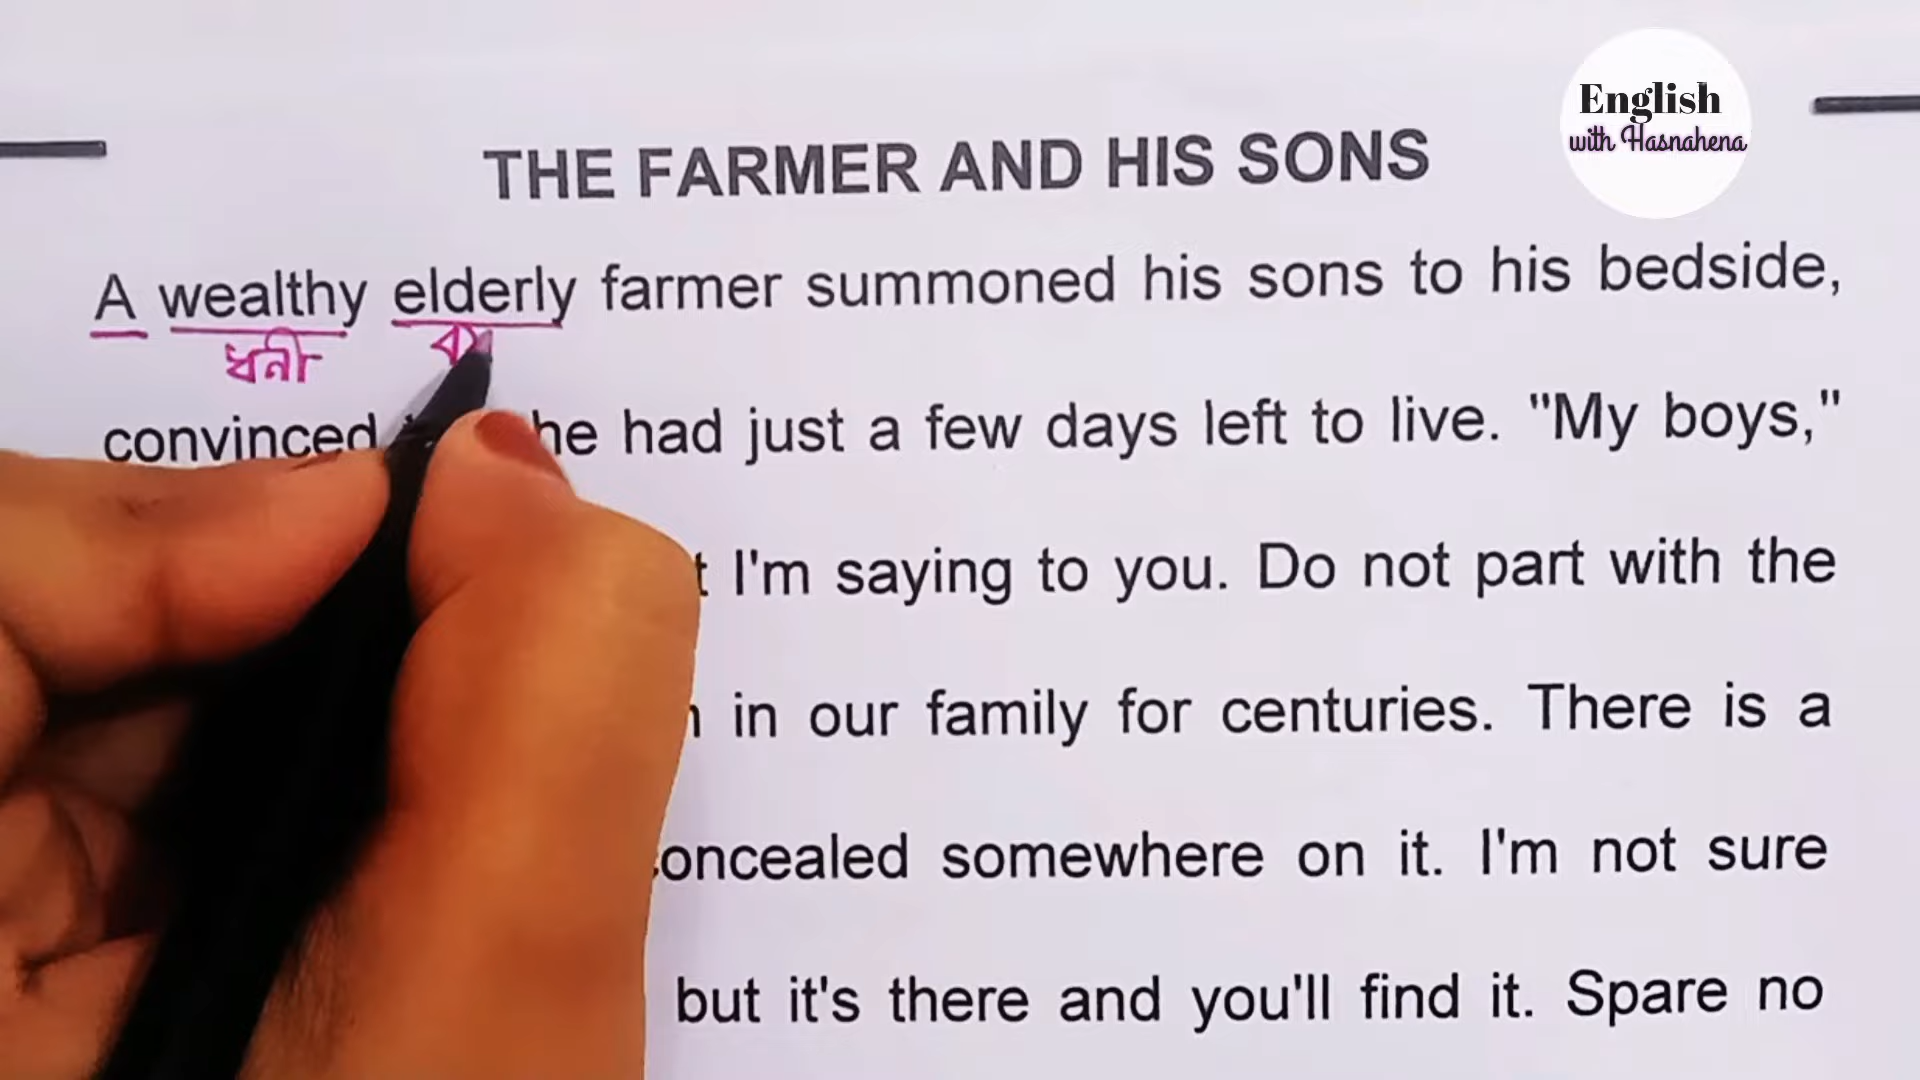 English
with Hasnahena
THE FARMER AND HIS SONS
A wealthy elderly farmer summoned his sons to his bedside,
ধনী
convinced he had just a few days left to live. "My boys,"
I'm saying to you. Do not part with the
in our family for centuries. There is a
somewhere on it. I'm not sure
but it's there and you'll find it. Spare no